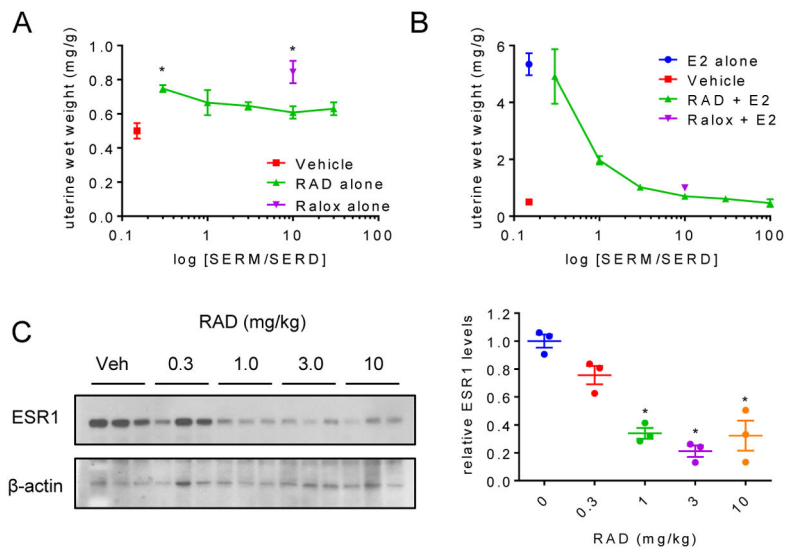 A
uterine wet weight (mg/g)
1.0
0.8
0.6
0.4
0.2
0.0
*
*
Vehicle
RAD alone
Ralox alone
0.1
1
10
100
log [SERM/SERD]
B
uterine wet weight (mg/g)
6
4
2
0
E2 alone
Vehicle
RAD + E2
Ralox + E2
0.1
1
10
100
log [SERM/SERD]
C
RAD (mg/kg)
Veh
0.3
1.0
3.0
10
ESR1
β-actin
relative ESR1 levels
1.2
1.0
0.8
0.6
0.4
0.2
0.0
*
*
*
0
0.3
1
3
10
RAD (mg/kg)